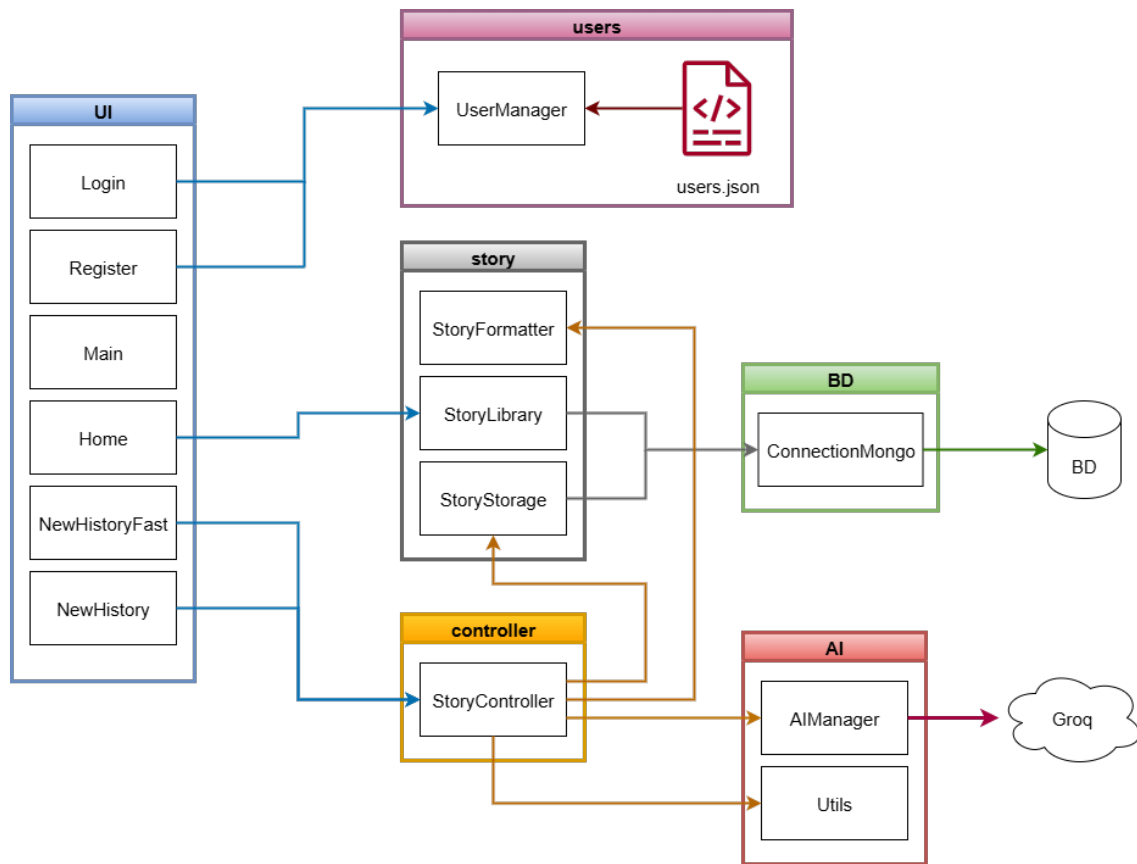 users
UserManager
users.json
UI
Login
Register
Main
Home
NewHistoryFast
NewHistory
story
StoryFormatter
StoryLibrary
StoryStorage
BD
ConnectionMongo
BD
controller
StoryController
AI
AIManager
Utils
Groq